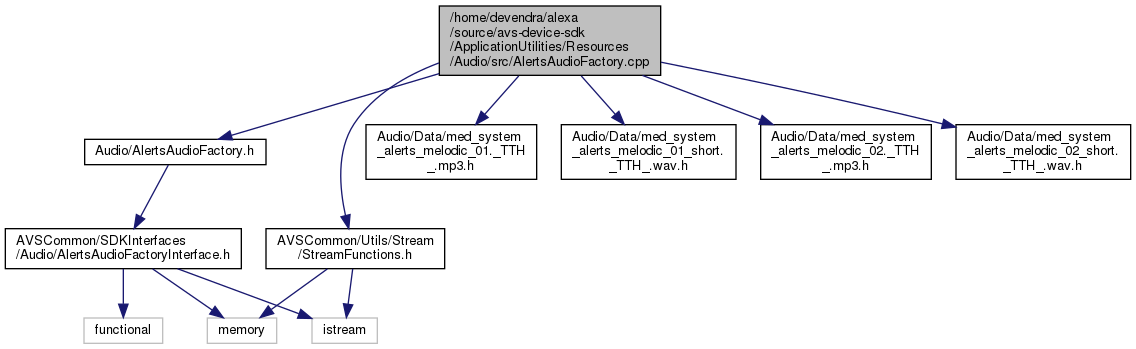 /home/devendra/alexa
/source/avs-device-sdk
/ApplicationUtilities/Resources
/Audio/src/AlertsAudioFactory.cpp
Audio/AlertsAudioFactory.h
Audio/Data/med_system
_alerts_melodic_01._TTH
_.mp3.h
Audio/Data/med_system
_alerts_melodic_01_short.
_TTH_.wav.h
Audio/Data/med_system
_alerts_melodic_02._TTH
_.mp3.h
Audio/Data/med_system
_alerts_melodic_02_short.
_TTH_.wav.h
AVSCommon/SDKInterfaces
/Audio/AlertsAudioFactoryInterface.h
AVSCommon/Utils/Stream
/StreamFunctions.h
functional
memory
istream